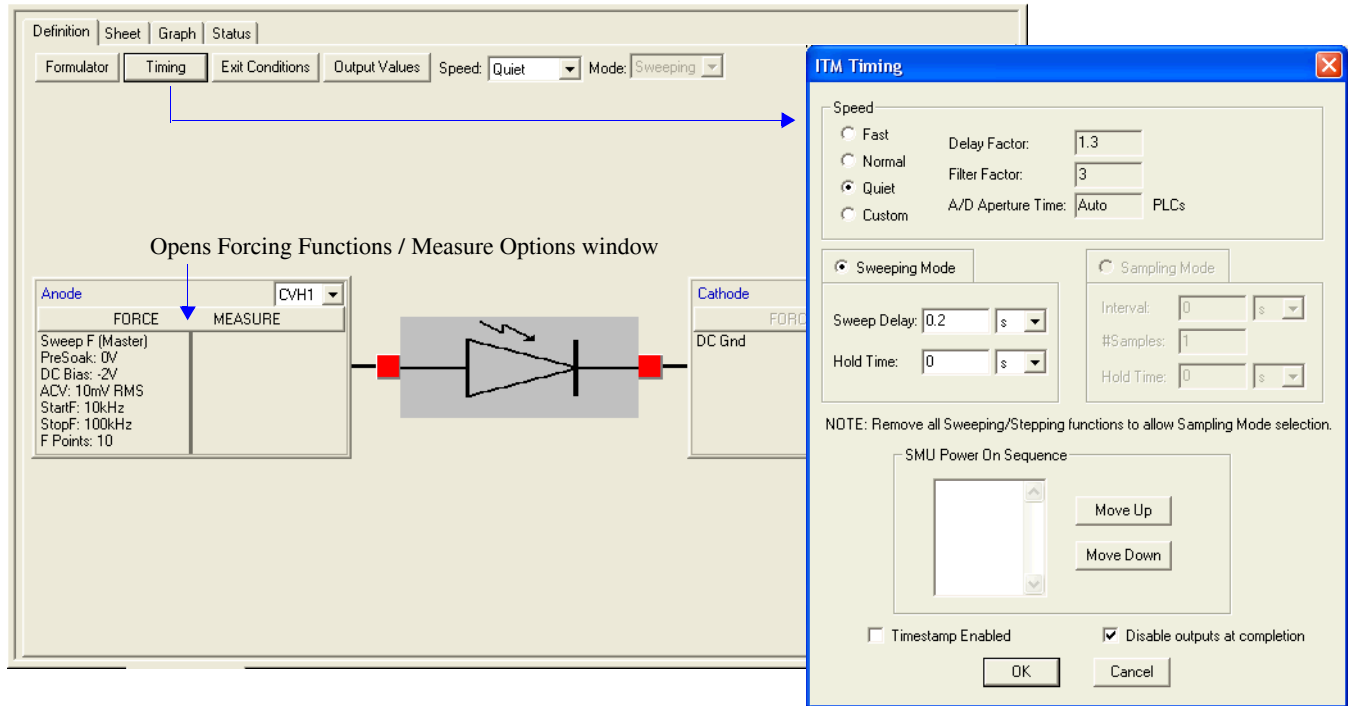 Definition Sheet Graph Status
Formulator Timing Exit Conditions Output Values Speed: Quiet Mode: Sweeping
Opens Forcing Functions / Measure Options window
Anode CVH1
FORCE MEASURE
Sweep F (Master)
PreSoak: 0V
DC Bias: -2V
ACV: 10mV RMS
StartF: 10kHz
StopF: 100kHz
F Points: 10
Cathode
FORC
DC Gnd
ITM Timing
Speed
Fast
Normal
Quiet
Custom
Delay Factor: 1.3
Filter Factor: 3
A/D Aperture Time: Auto PLCs
Sweeping Mode
Sweep Delay: 0.2 s
Hold Time: 0 s
Sampling Mode
Interval: 0 s
#Samples: 1
Hold Time: 0 s
NOTE: Remove all Sweeping/Stepping functions to allow Sampling Mode selection.
SMU Power On Sequence
Move Up
Move Down
Timestamp Enabled Disable outputs at completion
OK Cancel